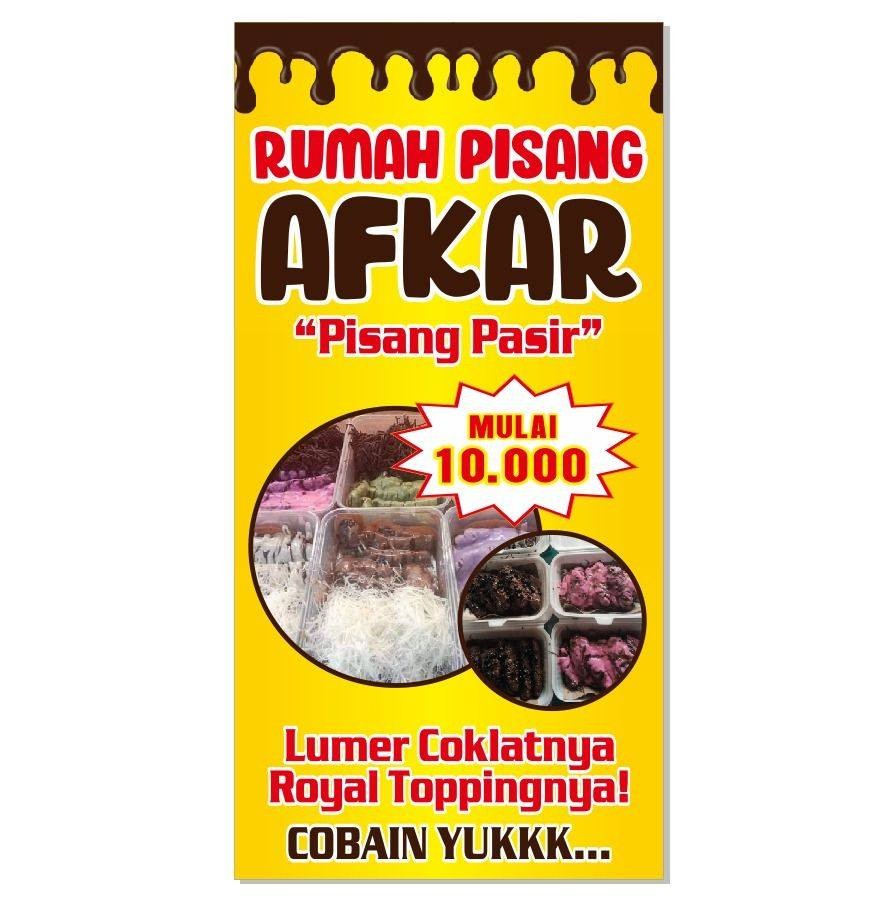 RUMAH PISANG
AFKAR
“Pisang Pasir”
MULAI
10.000
Lumer Coklatnya
Royal Toppingnya!
COBAIN YUKKK...